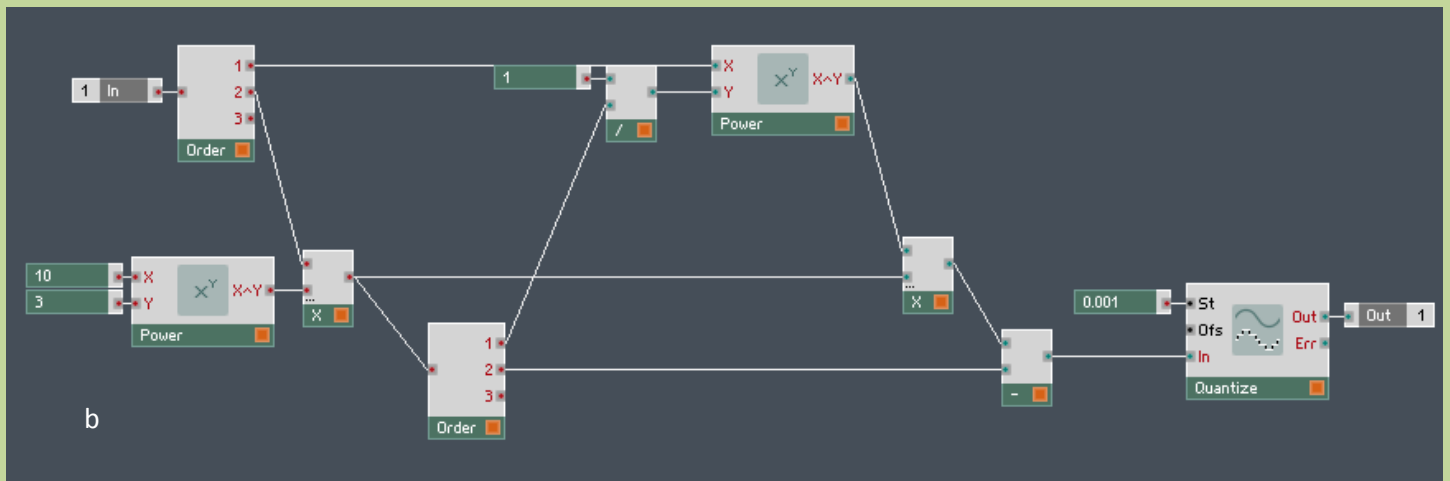 1 In
1
2
3
Order
1
/
X
Y
X^Y
X^Y
Power
10
3
X
Y
X^Y
X^Y
Power
...
X
1
2
3
Order
...
X
-
0.001
St
Ofs
In
Out
Err
Quantize
Out 1
b